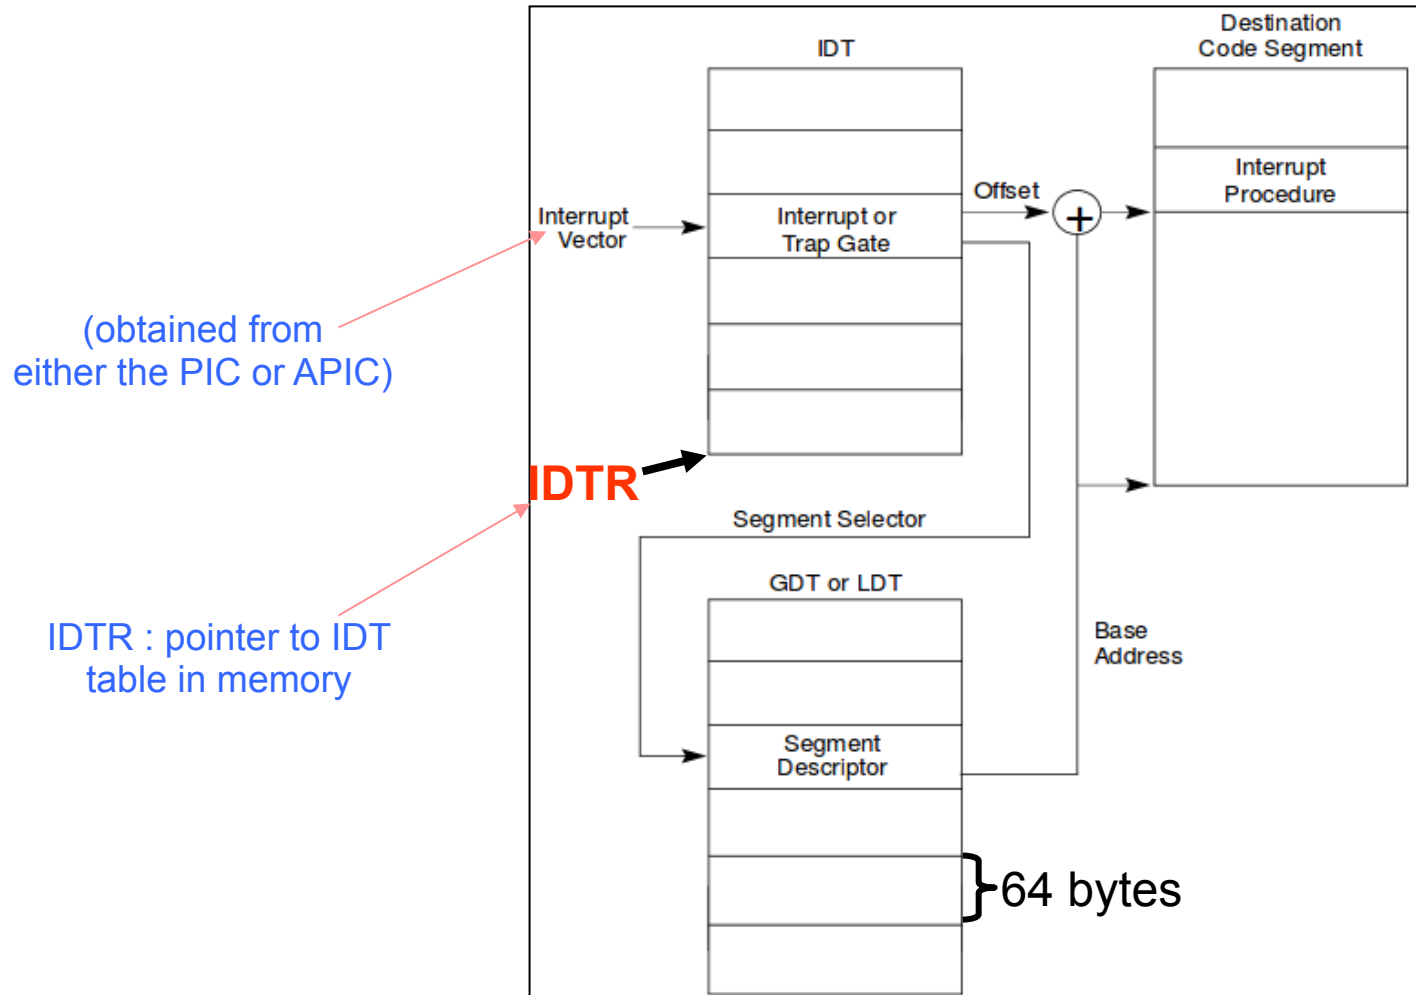 Destination
Code Segment
IDT
Interrupt
Procedure
Offset
+
Interrupt
Vector
Interrupt or
Trap Gate
(obtained from
either the PIC or APIC)
IDTR
Segment Selector
GDT or LDT
IDTR : pointer to IDT
table in memory
Base
Address
Segment
Descriptor
64 bytes